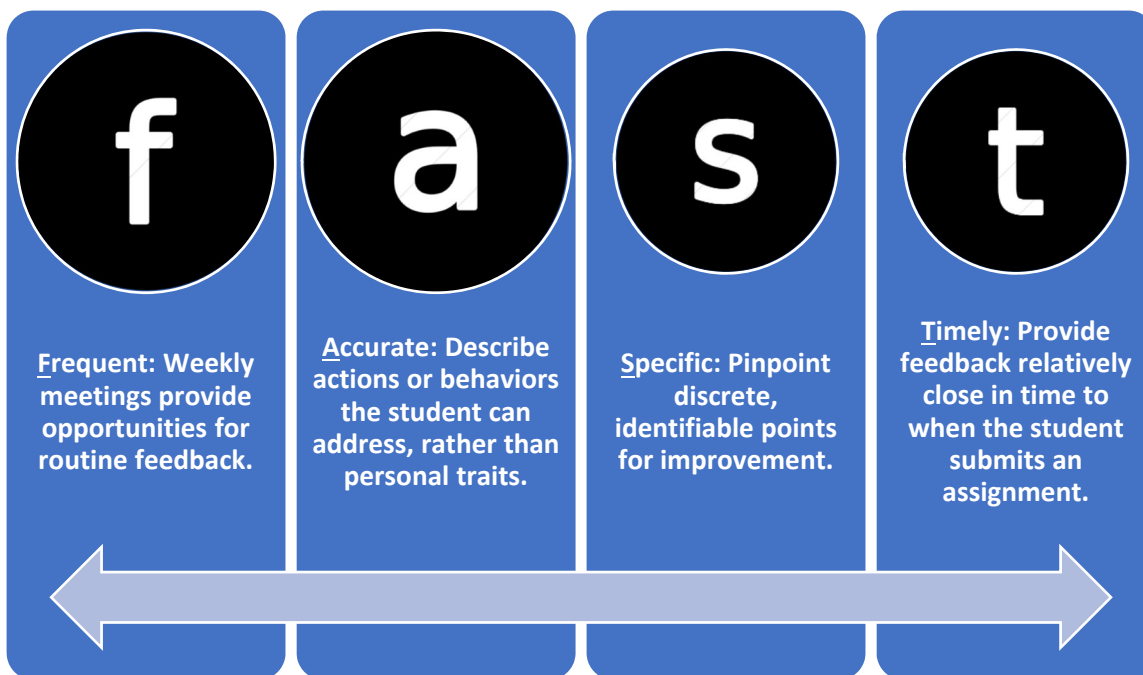 f
a
s
t
Frequent: Weekly
meetings provide
opportunities for
routine feedback.
Accurate: Describe
actions or behaviors
the student can
address, rather than
personal traits.
Specific: Pinpoint
discrete,
identifiable points
for improvement.
Timely: Provide
feedback relatively
close in time to
when the student
submits an
assignment.